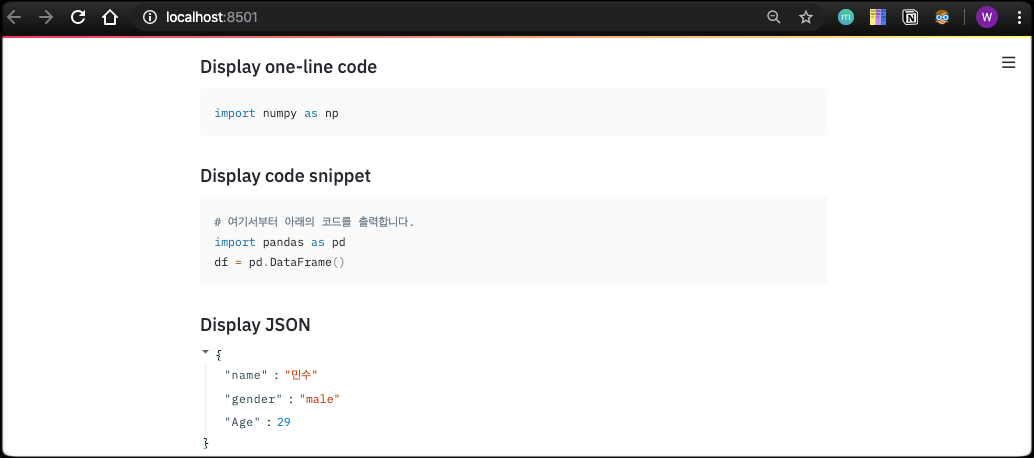 localhost:8501
m
N
W
Display one-line code
import numpy as np
Display code snippet
# 여기서부터 아래의 코드를 출력합니다.
import pandas as pd
df = pd.DataFrame()
Display JSON
{
"name" : "민수"
"gender" : "male"
"Age" : 29
}